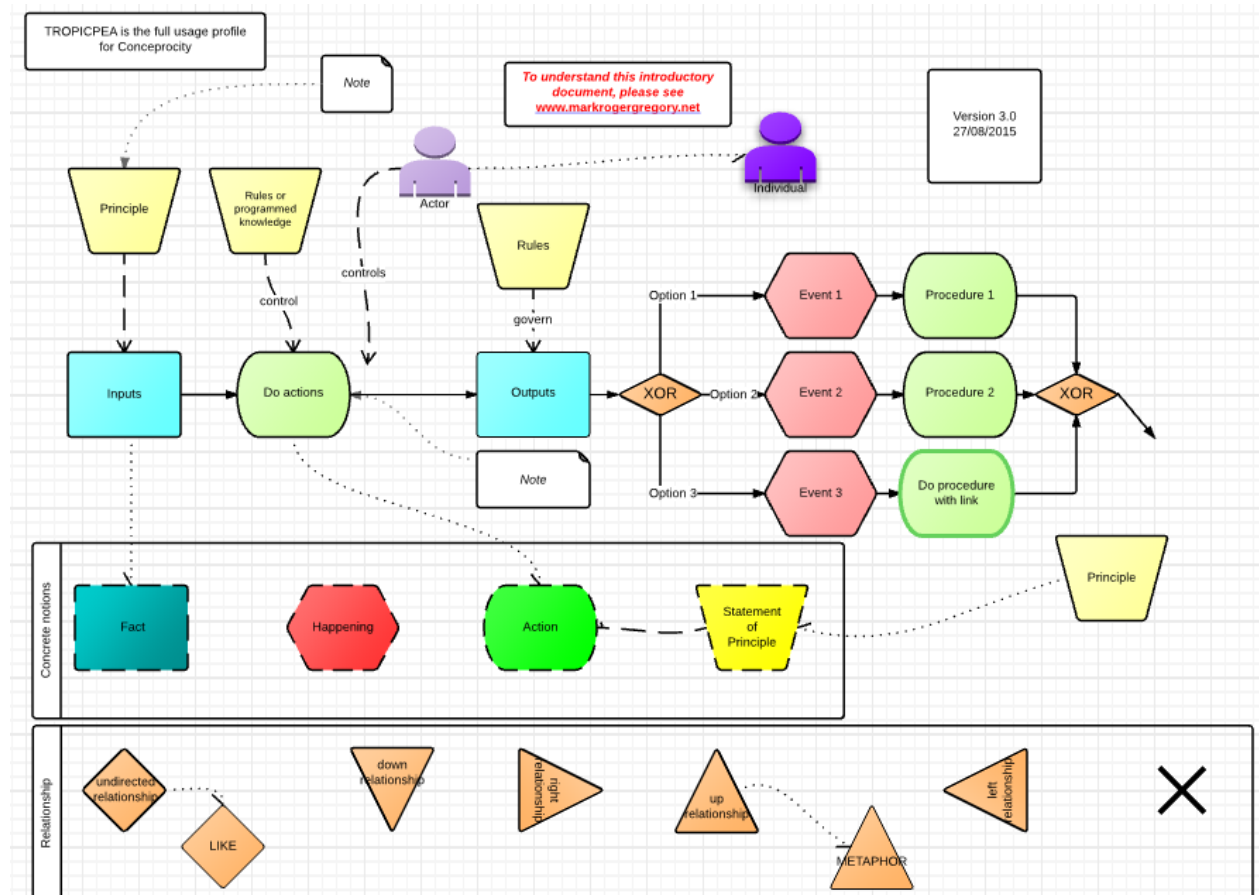 TROPICPEA is the full usage profile
for Conceprocity
Note
To understand this introductory
document, please see
www.markrogergregory.net
Version 3.0
27/08/2015
Principle
Rules or
programmed
knowledge
Actor
Individual
Rules
controls
control
govern
Option 1
Event 1
Procedure 1
Inputs
Do actions
Outputs
XOR
Option 2
Event 2
Procedure 2
XOR
Note
Option 3
Event 3
Do procedure
with link
Principle
Concrete notions
Fact
Happening
Action
Statement
of
Principle
Relationship
undirected
relationship
LIKE
down
relationship
right
relationship
up
relationship
METAPHOR
left
relationship